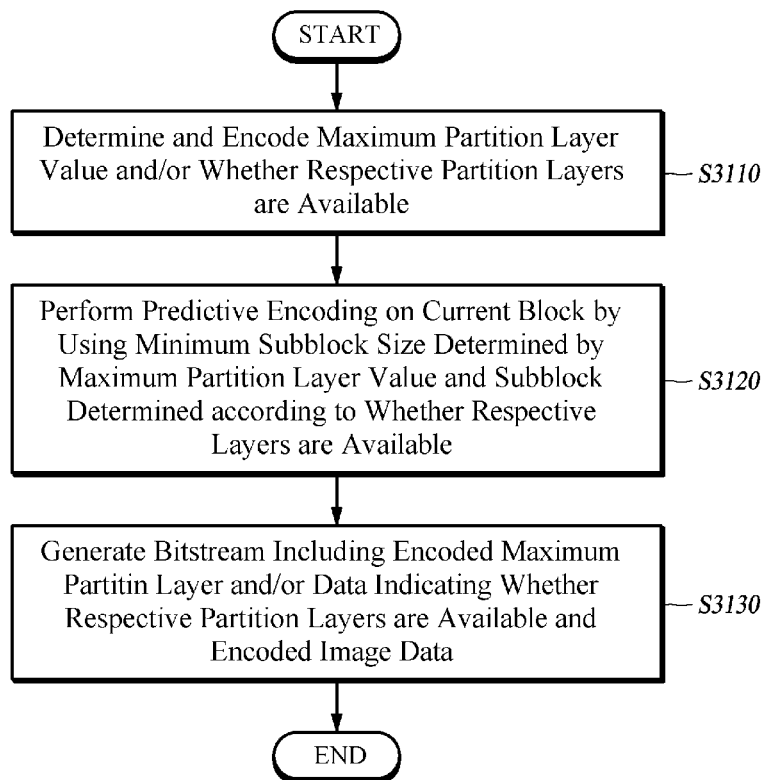 START
Determine and Encode Maximum Partition Layer
Value and/or Whether Respective Partition Layers
are Available
S3110
Perform Predictive Encoding on Current Block by
Using Minimum Subblock Size Determined by
Maximum Partition Layer Value and Subblock
Determined according to Whether Respective
Layers are Available
S3120
Generate Bitstream Including Encoded Maximum
Partitin Layer and/or Data Indicating Whether
Respective Partition Layers are Available and
Encoded Image Data
S3130
END